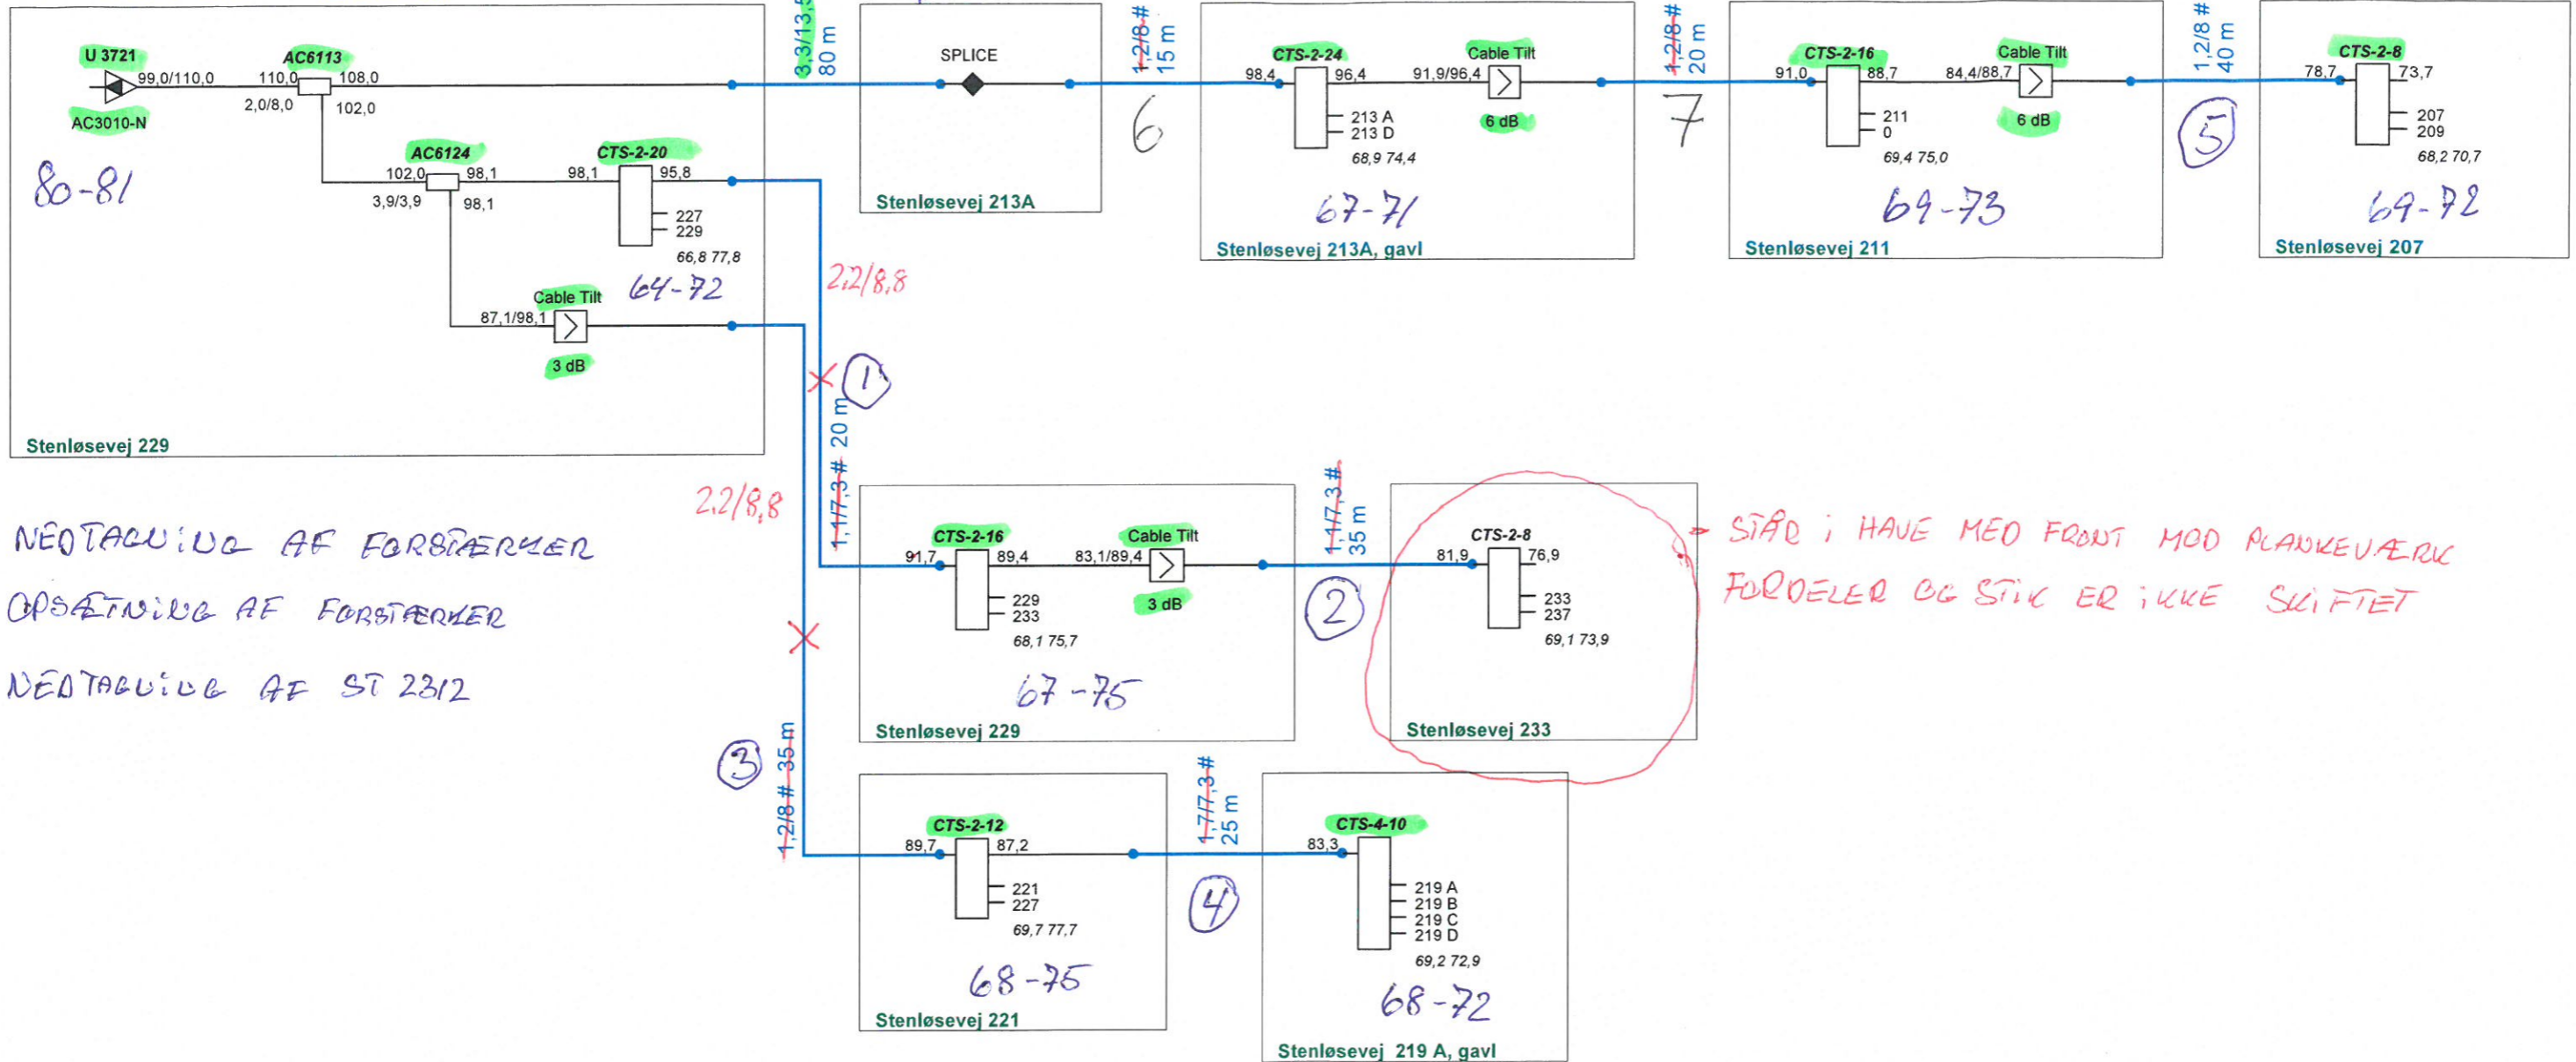 U 3721
99,0/110,0
AC3010-N
80-81
AC6113
110,0 108,0
2,0/8,0 102,0
AC6124
102,0 98,1
3,9/3,9 98,1
CTS-2-20
98,1 95,8
227
229
66,8 77,8
64-72
Cable Tilt
87,1/98,1
3 dB
Stenløsevej 229
80 m
SPLICE
Stenløsevej 213A
1,2/8 #
15 m
6
CTS-2-24
98,4 96,4
213 A
213 D
68,9 74,4
67-71
Cable Tilt
91,9/96,4
6 dB
Stenløsevej 213A, gavl
1,2/8 #
20 m
7
CTS-2-16
91,0 88,7
211
0
69,4 75,0
69-73
Cable Tilt
84,4/88,7
6 dB
Stenløsevej 211
1,2/8 #
40 m
5
CTS-2-8
78,7 73,7
207
209
68,2 70,7
69-72
Stenløsevej 207
2,2/8,8
1
1,1/7,3 # 20 m
2,2/8,8
NEDTAGNING AF FORSTÆRKER
OPSÆTNING AF FORSTÆRKER
NEDTAGNING AF ST 2312
CTS-2-16
91,7 89,4
229
233
68,1 75,7
67-75
Cable Tilt
83,1/89,4
3 dB
Stenløsevej 229
1,1/7,3 #
35 m
2
CTS-2-8
81,9 76,9
233
237
69,1 73,9
Stenløsevej 233
STÅR I HAVE MED FRONT MOD PLANKEVÆRK
FORDELER OG STIK ER IKKE SKIFTET
3
1,2/8 # 35 m
CTS-2-12
89,7 87,2
221
227
69,7 77,7
68-75
Stenløsevej 221
1,7/7,3 #
25 m
4
CTS-4-10
83,3
219 A
219 B
219 C
219 D
69,2 72,9
68-72
Stenløsevej 219 A, gavl